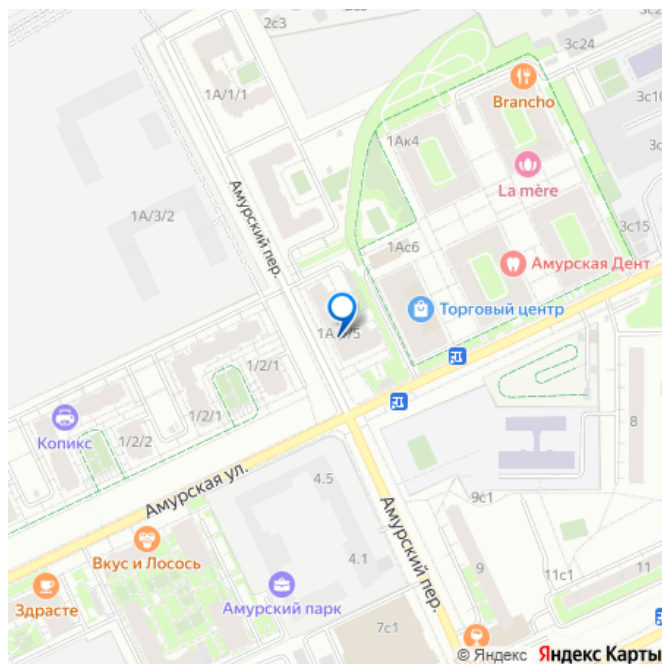 2с3
3с24
1А/1/1
Brancho
3с10
1Ак4
La mère
Амурский пер.
1А/3/2
3с15
1Ас6
Амурская Дент
Торговый центр
1/2/1
1/2/1
Копикс
1/2/2
8
Амурская ул.
4.5
Амурский пер.
9с1
Вкус и Лосось
4.1
9
11с1
11
Здрасте
Амурский парк
7с1
© Яндекс Яндекс Карты